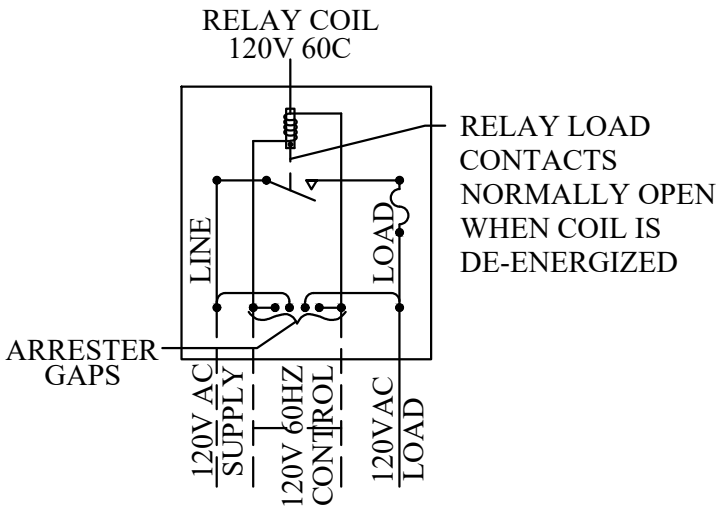 RELAY COIL
120V 60C
RELAY LOAD
CONTACTS
NORMALLY OPEN
WHEN COIL IS
DE-ENERGIZED
LINE
LOAD
ARRESTER
GAPS
120V AC
SUPPLY
120V 60HZ
CONTROL
120VAC
LOAD